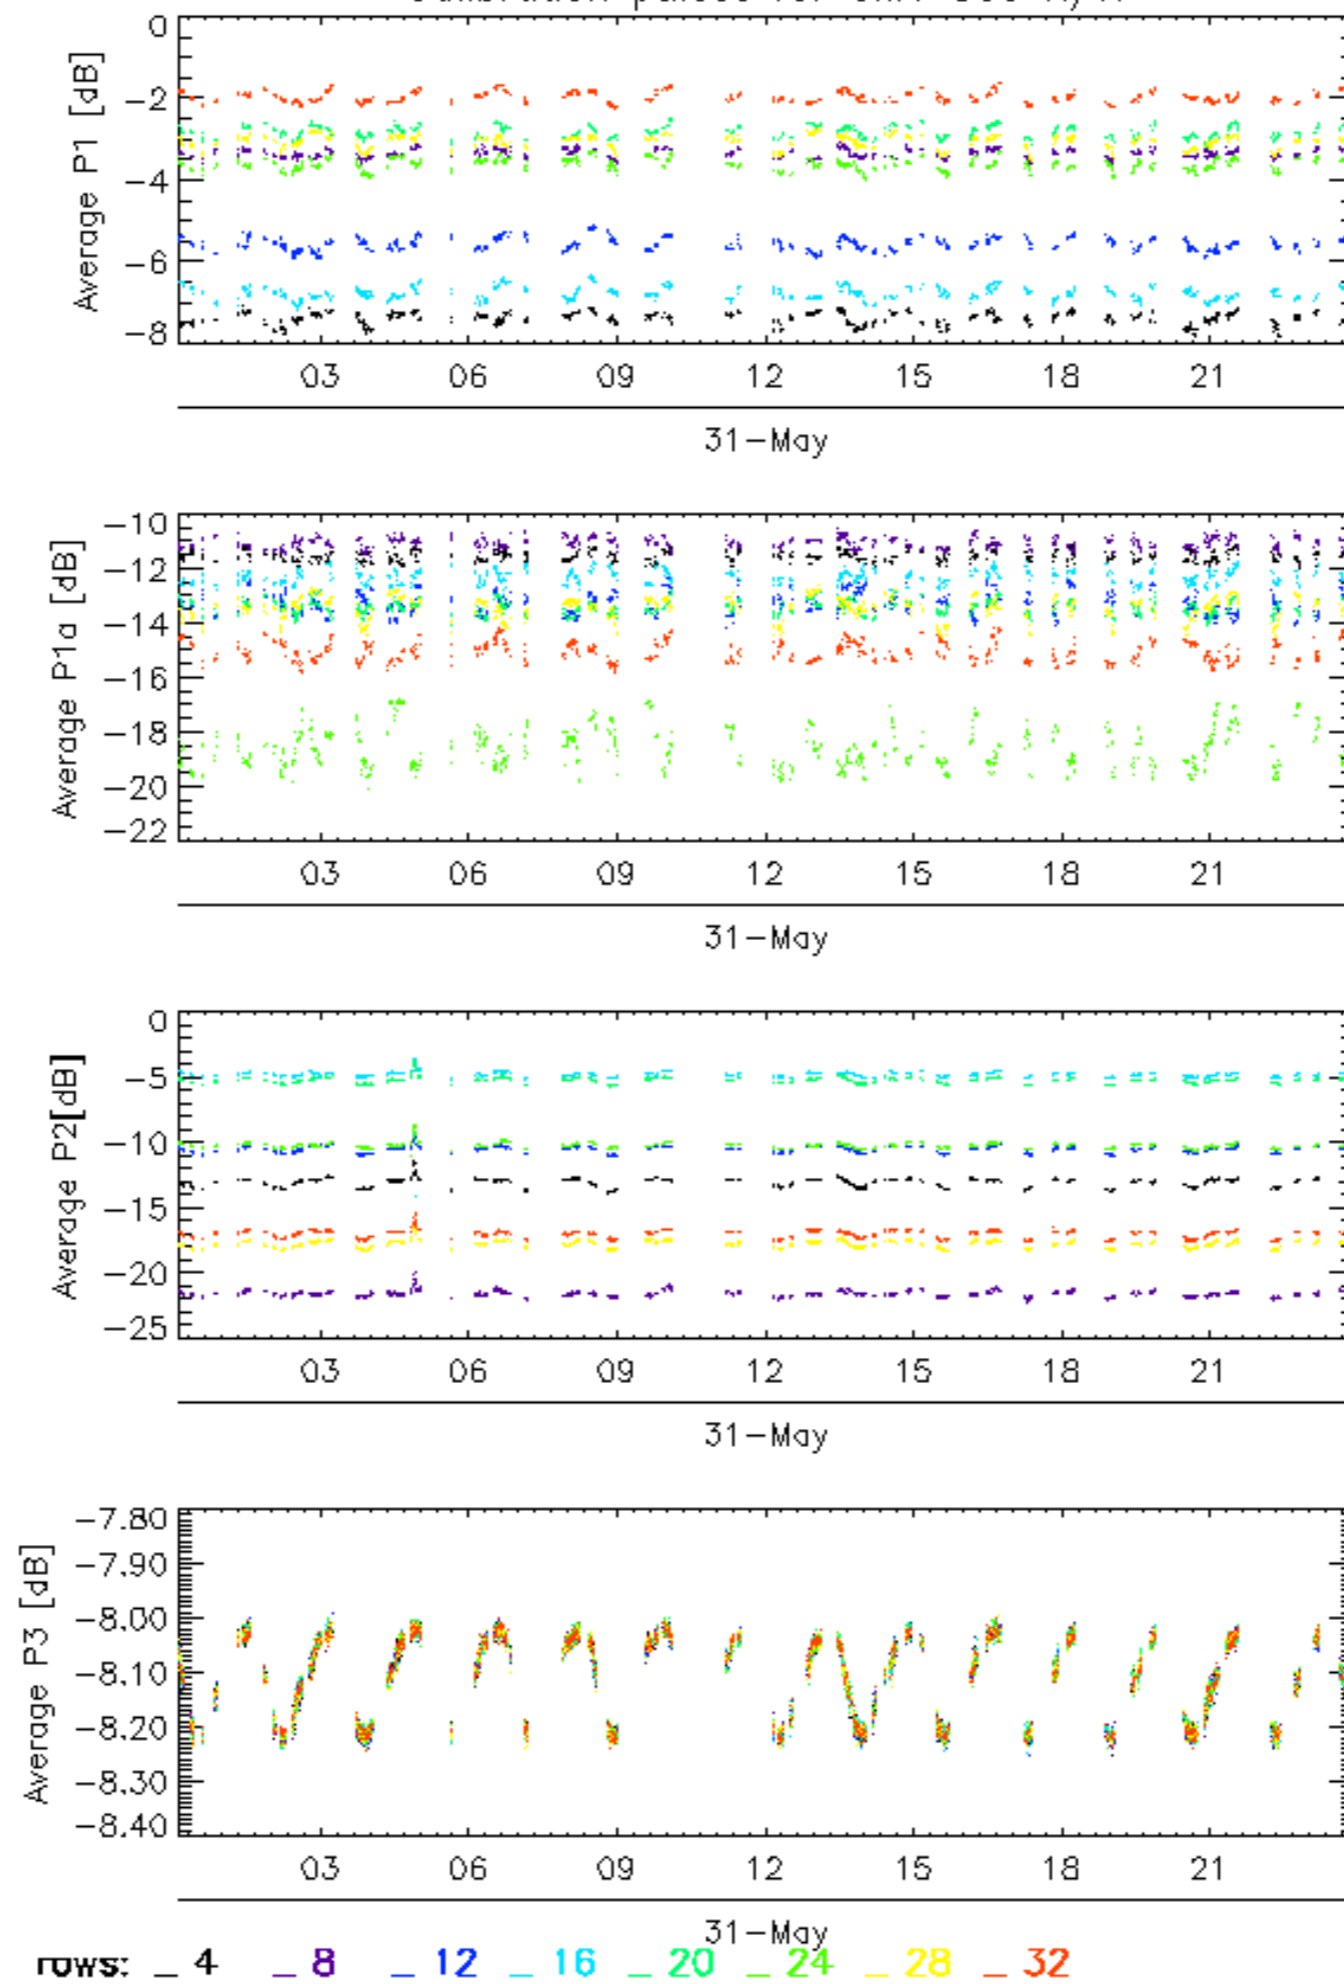 0
-2
-4
-6
-8
Average P1 [dB]
03 06 09 12 15 18 21
31-May
-10
-12
-14
-16
-18
-20
-22
Average P1a [dB]
03 06 09 12 15 18 21
31-May
0
-5
-10
-15
-20
-25
Average P2[dB]
03 06 09 12 15 18 21
31-May
-7.80
-7.90
-8.00
-8.10
-8.20
-8.30
-8.40
Average P3 [dB]
03 06 09 12 15 18 21
31-May
rows: _ 4 _ 8 _ 12 _ 16 _ 20 _ 24 _ 28 _ 32